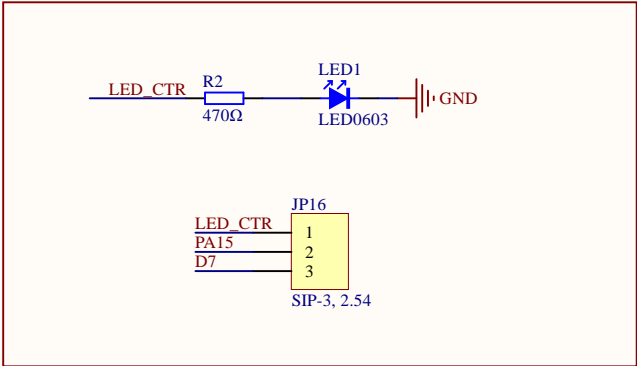 LED1
R2
LED_CTR
GND
470Ω
LED0603
JP16
LED_CTR
1
PA15
2
D7
3
SIP-3, 2.54